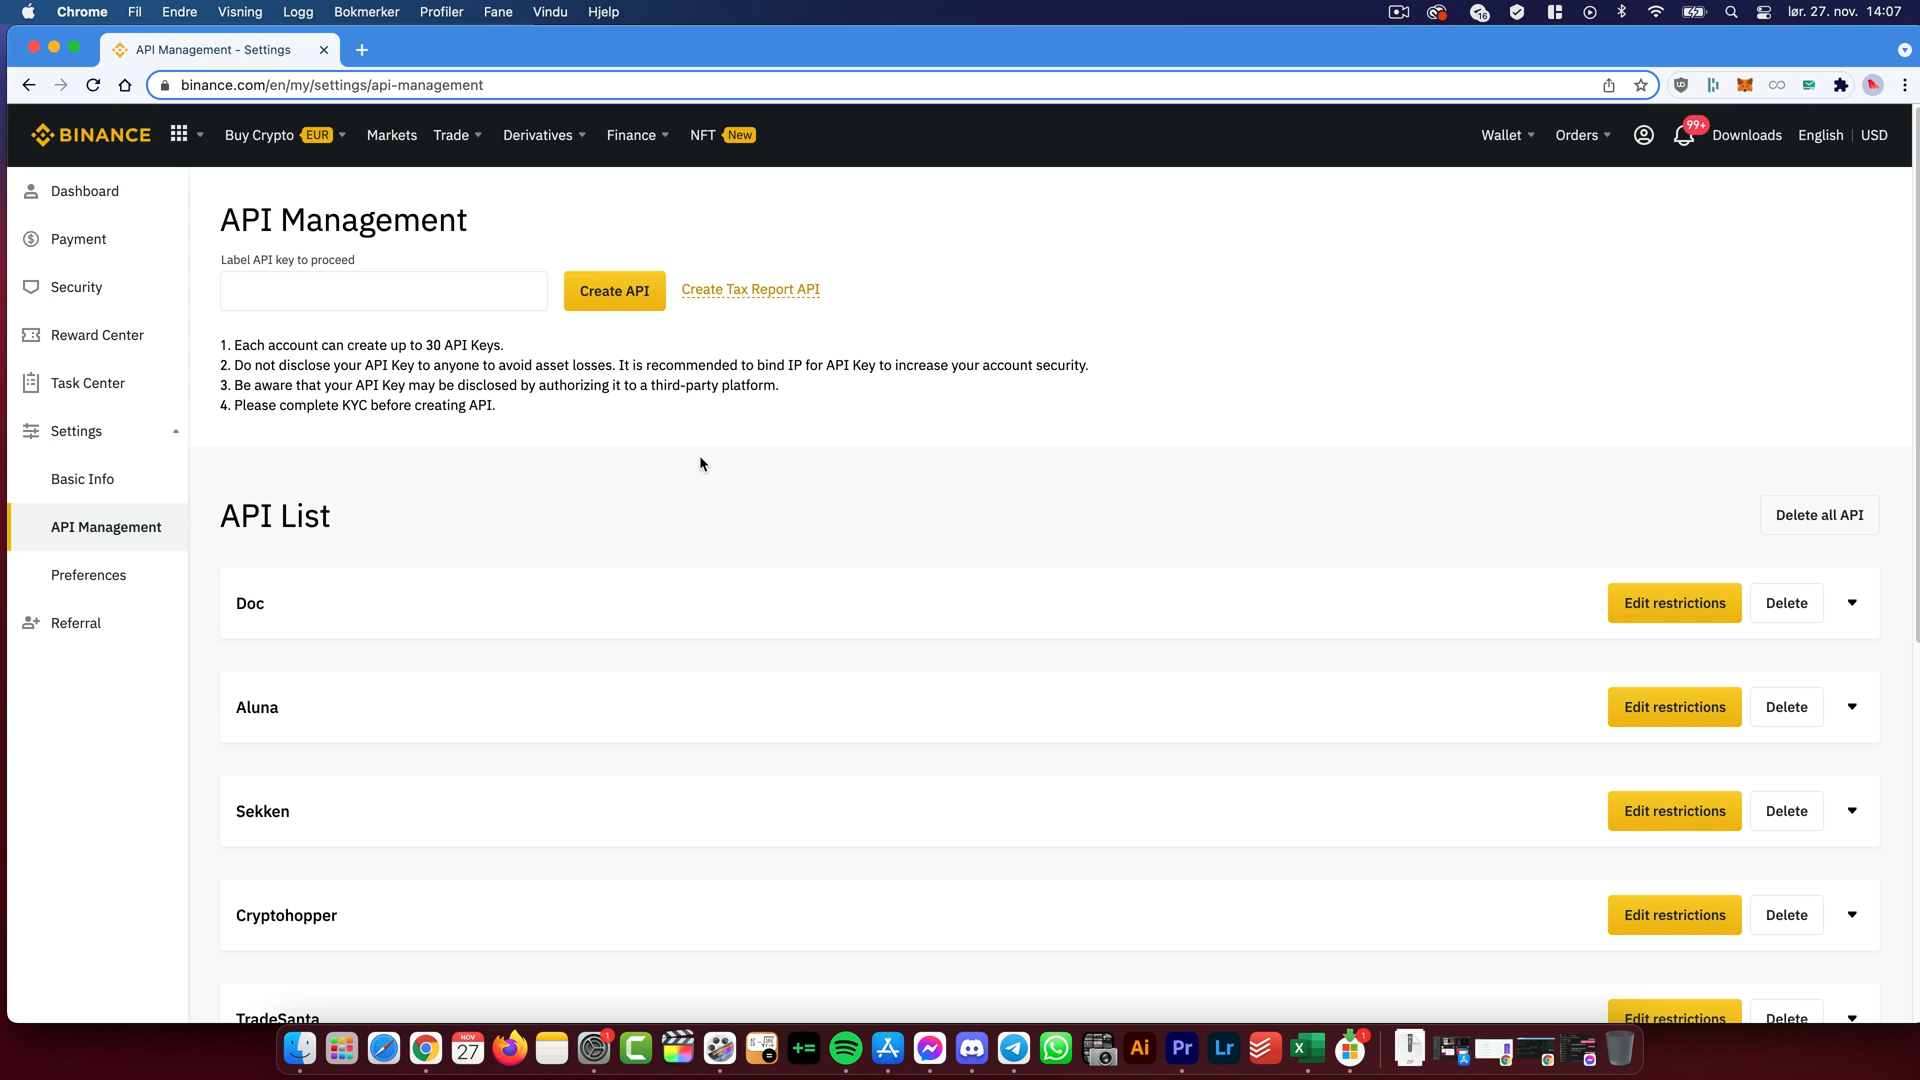 Chrome Fil Endre Visning Logg Bokmerker Profiler Fane Vindu Hjelp
16
lør. 27. nov. 14:07
API Management - Settings
binance.com/en/my/settings/api-management
BINANCE
Buy Crypto EUR
Markets
Trade
Derivatives
Finance
NFT New
Wallet
Orders
99+
Downloads
English
USD
Dashboard
Payment
Security
Reward Center
Task Center
Settings
Basic Info
API Management
Preferences
Referral
API Management
Label API key to proceed
Create API
Create Tax Report API
1. Each account can create up to 30 API Keys.
2. Do not disclose your API Key to anyone to avoid asset losses. It is recommended to bind IP for API Key to increase your account security.
3. Be aware that your API Key may be disclosed by authorizing it to a third-party platform.
4. Please complete KYC before creating API.
API List
Delete all API
Doc
Edit restrictions
Delete
Aluna
Edit restrictions
Delete
Sekken
Edit restrictions
Delete
Cryptohopper
Edit restrictions
Delete
TradeSanta
Edit restrictions
Delete
NOV
27
1
Ai
Pr
Lr
X
1